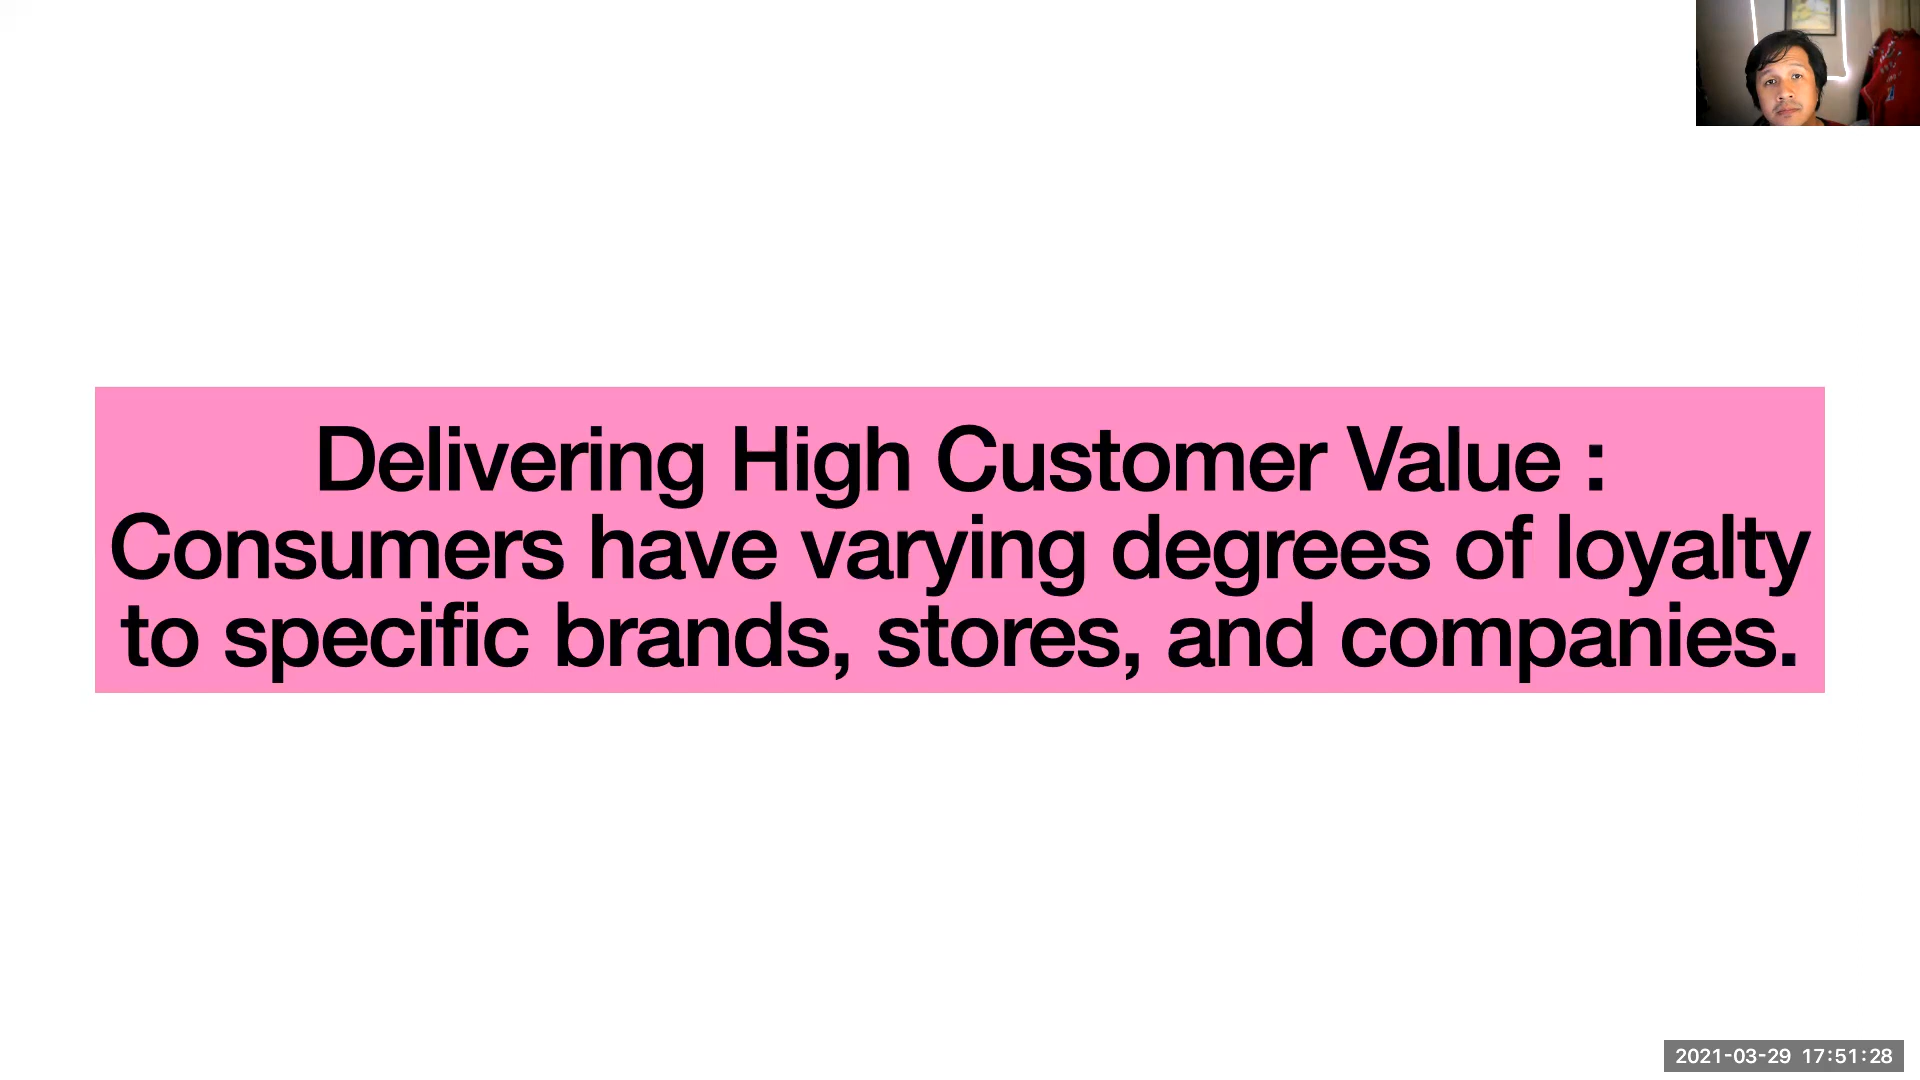 Delivering High Customer Value :
Consumers have varying degrees of loyalty
to specific brands, stores, and companies.
2021-03-29 17:51:28